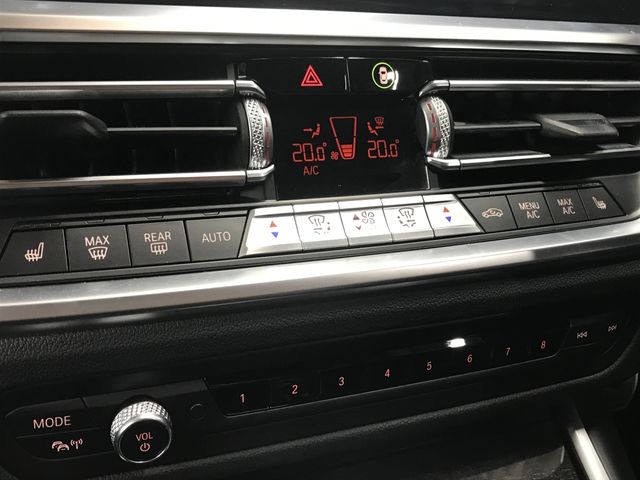 20.0 20.0
A/C
MAX REAR AUTO MENU A/C MAX A/C
1 2 3 4 5 6 7 8
MODE
VOL